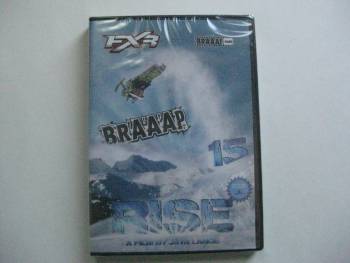 FXR
BRAAAP
BRAAAP
15
RISE
A FILM BY